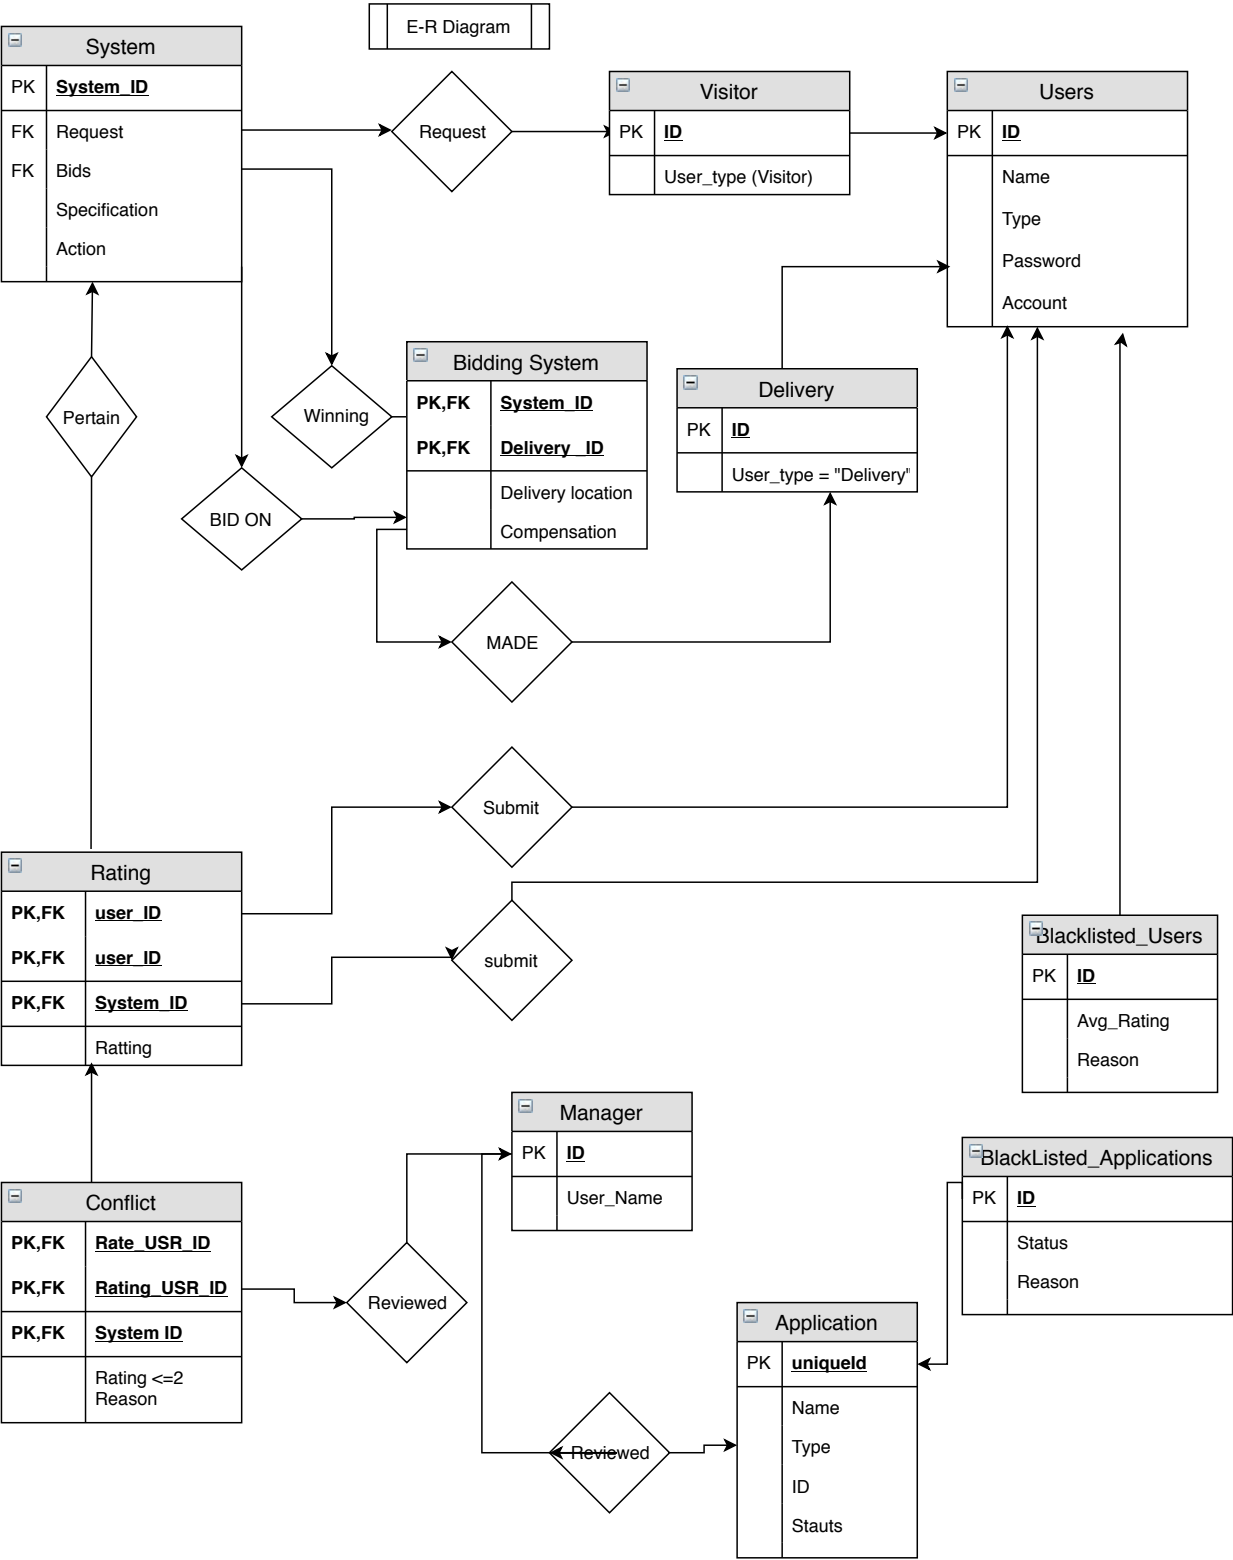 E-R Diagram
System
PK System_ID
FK Request
FK Bids
Specification
Action
Request
Visitor
PK ID
User_type (Visitor)
Users
PK ID
Name
Type
Password
Account
Pertain
Winning
Bidding System
PK,FK System_ID
PK,FK Delivery _ID
Delivery location
Compensation
Delivery
PK ID
User_type = "Delivery"
BID ON
MADE
Submit
Rating
PK,FK user_ID
PK,FK user_ID
PK,FK System_ID
Ratting
submit
Blacklisted_Users
PK ID
Avg_Rating
Reason
Manager
PK ID
User_Name
BlackListed_Applications
PK ID
Status
Reason
Conflict
PK,FK Rate_USR_ID
PK,FK Rating_USR_ID
PK,FK System ID
Rating <=2
Reason
Reviewed
Application
PK uniqueId
Name
Type
ID
Stauts
Reviewed